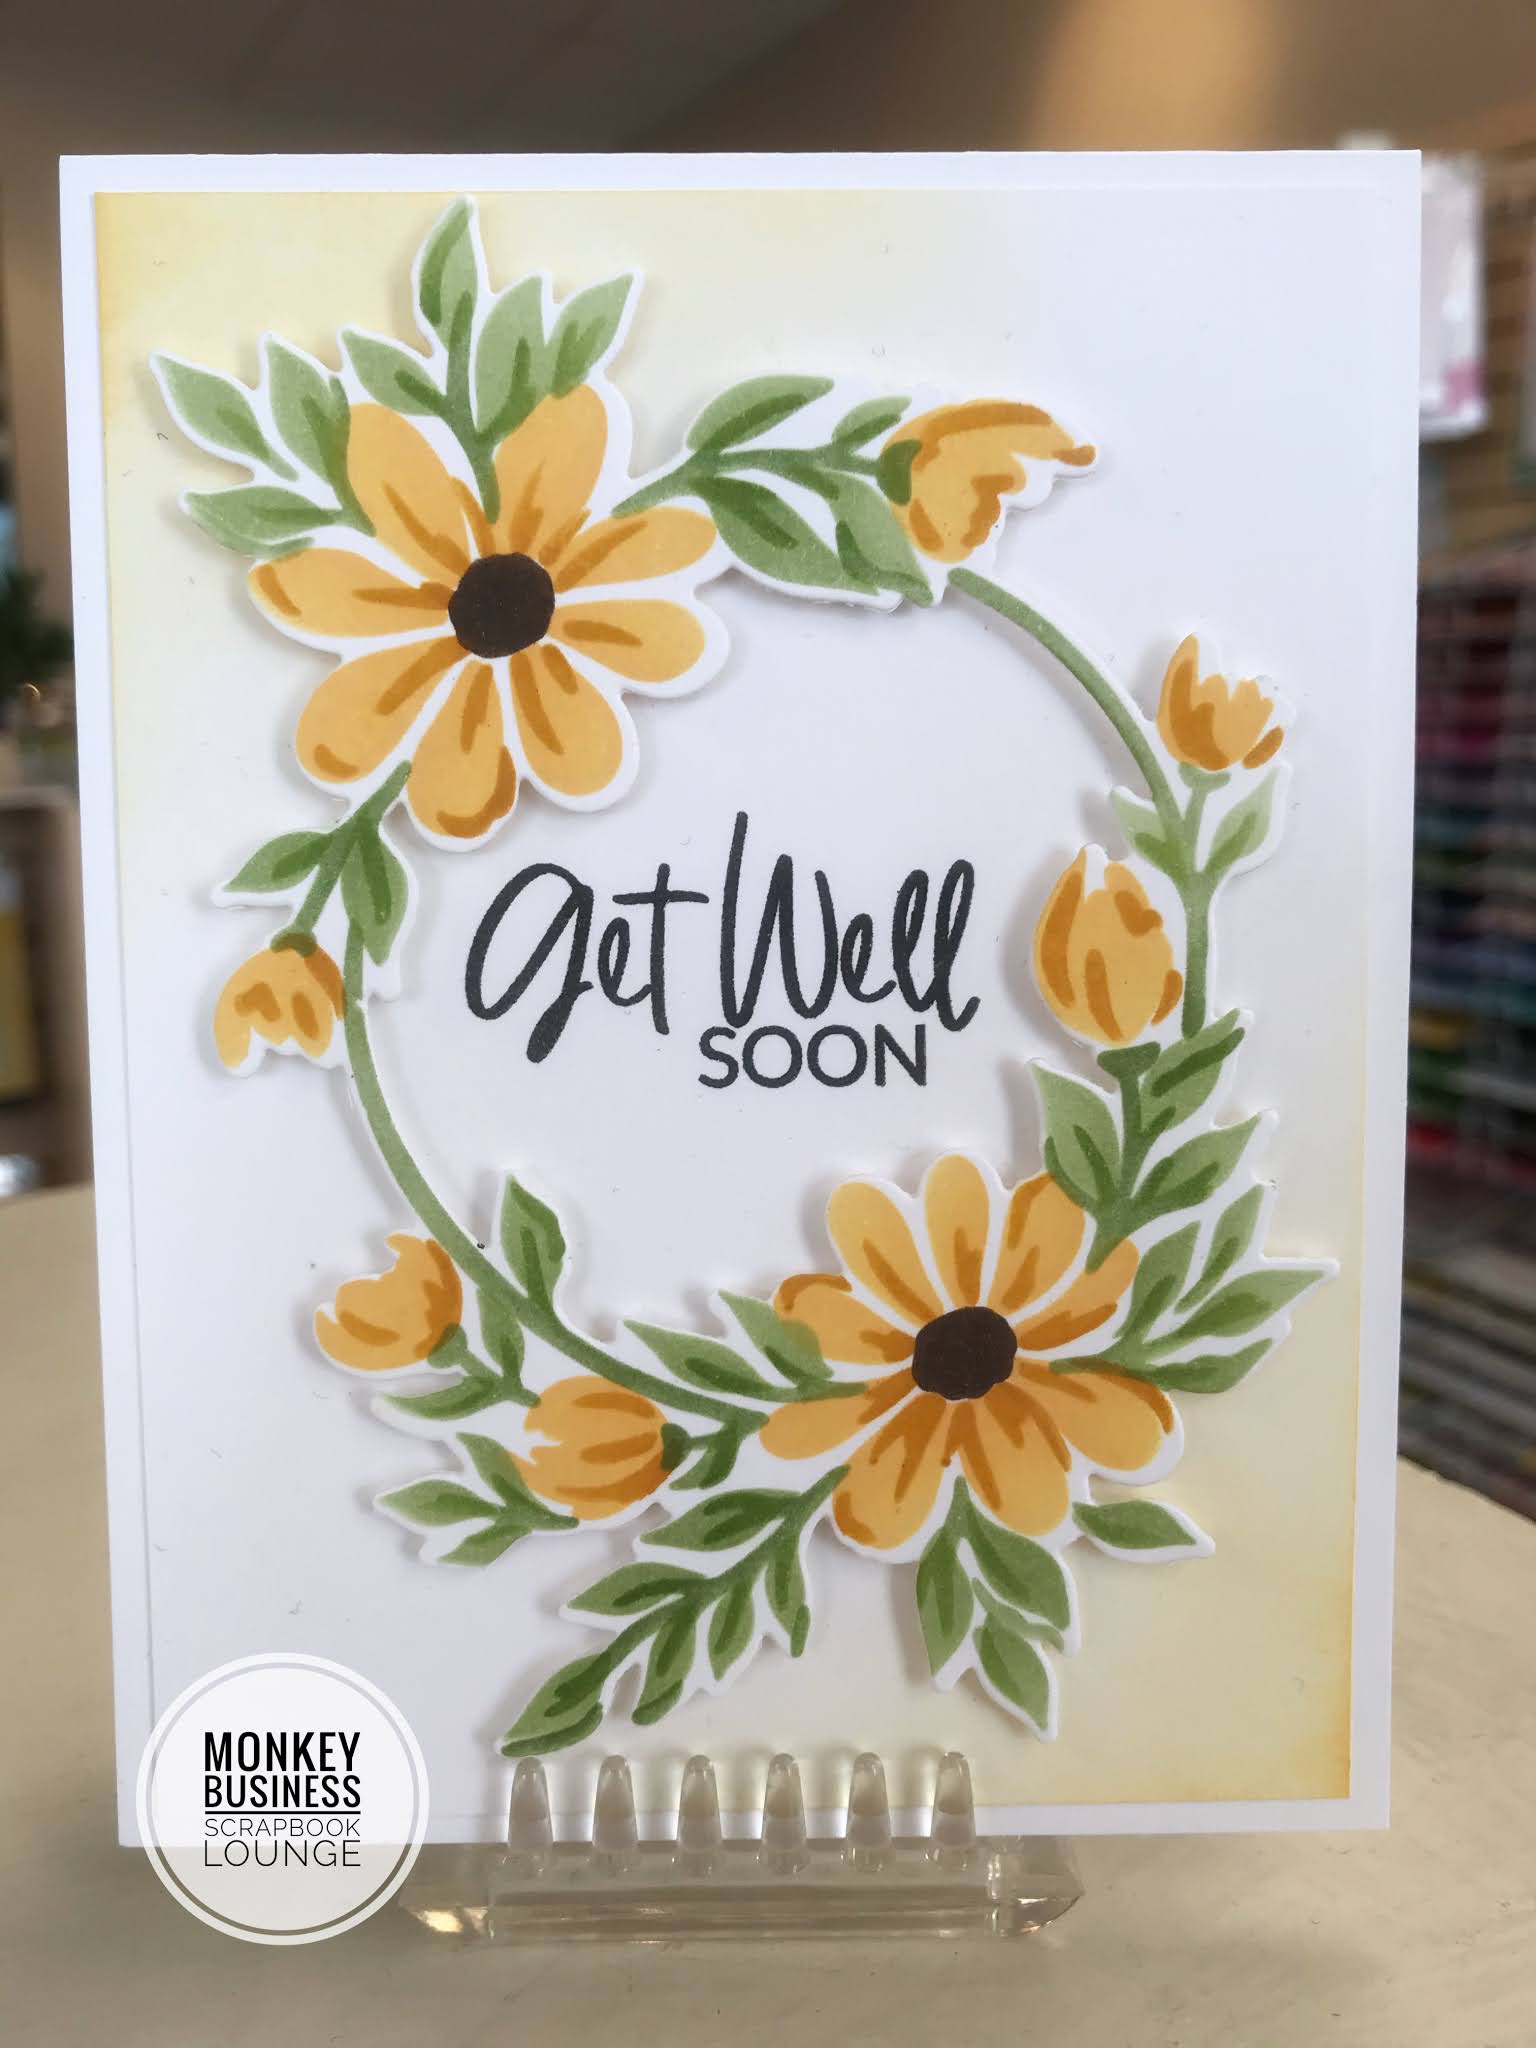 Get Well
SOON
MONKEY
BUSINESS
SCRAPBOOK
LOUNGE